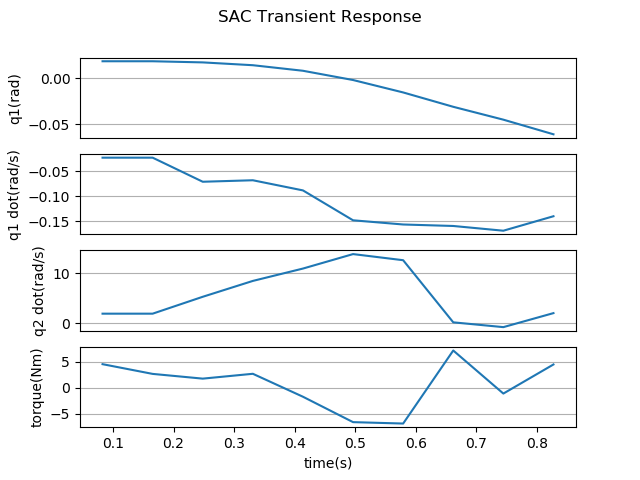 SAC Transient Response
q1(rad)
0.00
−0.05
q1 dot(rad/s)
−0.05
−0.10
−0.15
q2 dot(rad/s)
10
0
torque(Nm)
5
0
−5
0.1 0.2 0.3 0.4 0.5 0.6 0.7 0.8
time(s)